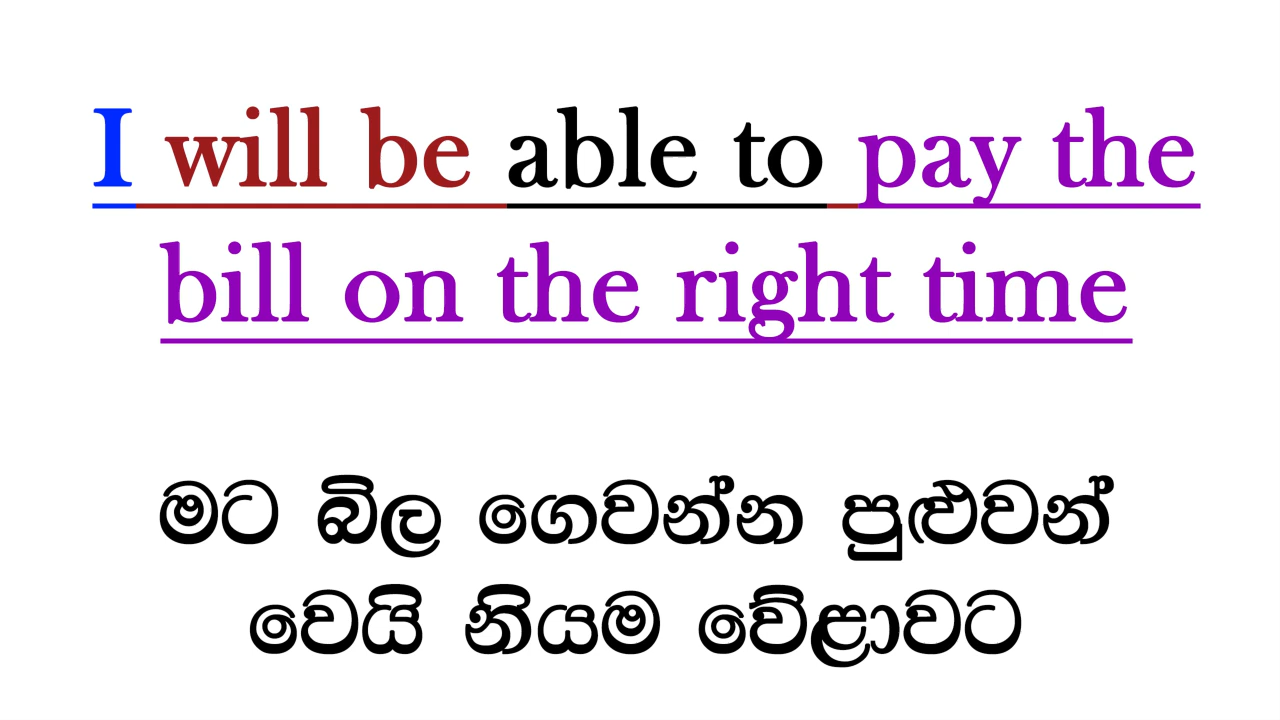 I will be able to pay the
bill on the right time
මට බිල ගෙවන්න පුළුවන්
වෙයි නියම වේළාවට